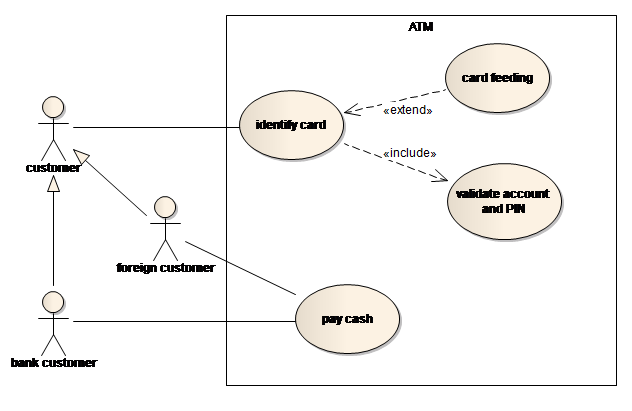 ATM
card feeding
«extend»
identify card
«include»
customer
validate account
and PIN
foreign customer
pay cash
bank customer